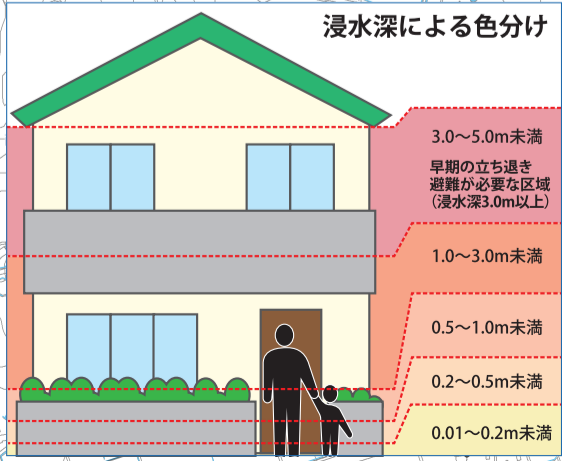 浸水深による色分け
3.0～5.0m未満
早期の立ち退き
避難が必要な区域
（浸水深3.0m以上）
1.0～3.0m未満
0.5～1.0m未満
0.2～0.5m未満
0.01～0.2m未満